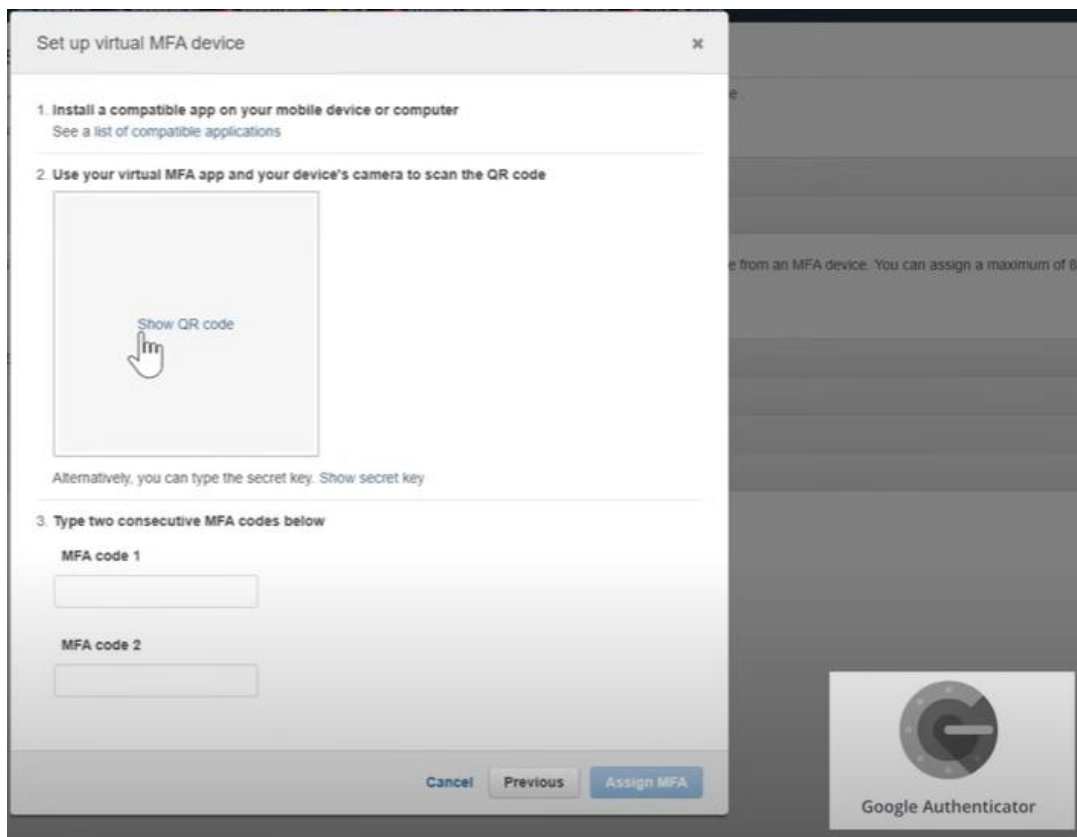 Set up virtual MFA device
1. Install a compatible app on your mobile device or computer
See a list of compatible applications
2. Use your virtual MFA app and your device's camera to scan the QR code
Show QR code
Alternatively, you can type the secret key. Show secret key
3. Type two consecutive MFA codes below
MFA code 1
MFA code 2
Cancel Previous Assign MFA
e .
e from an MFA device. You can assign a maximum of 8
Google Authenticator